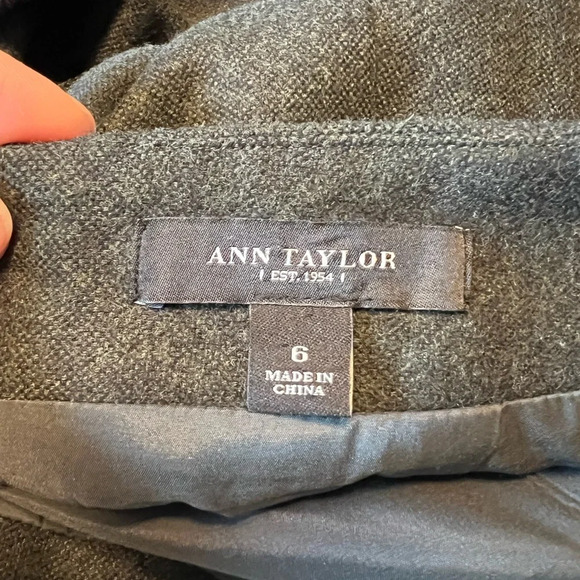 ANN TAYLOR
EST. 1954
6
MADE IN
CHINA